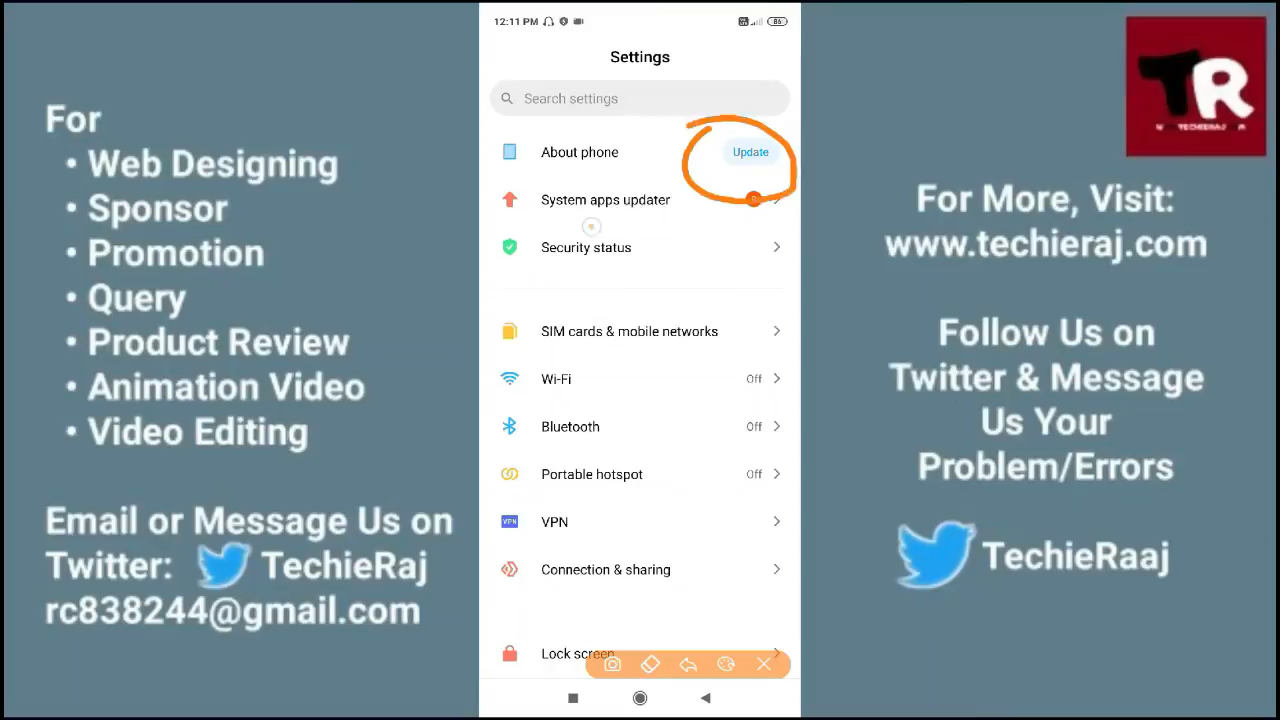 For
• Web Designing
• Sponsor
• Promotion
• Query
• Product Review
• Animation Video
• Video Editing
Email or Message Us on
Twitter: TechieRaj
rc838244@gmail.com
12:11 PM
86
Settings
Search settings
About phone
Update
System apps updater
Security status
SIM cards & mobile networks
Wi-Fi
Off
Bluetooth
Off
Portable hotspot
Off
VPN
VPN
Connection & sharing
Lock screen
TR
For More, Visit:
www.techieraj.com
Follow Us on
Twitter & Message
Us Your
Problem/Errors
TechieRaaj